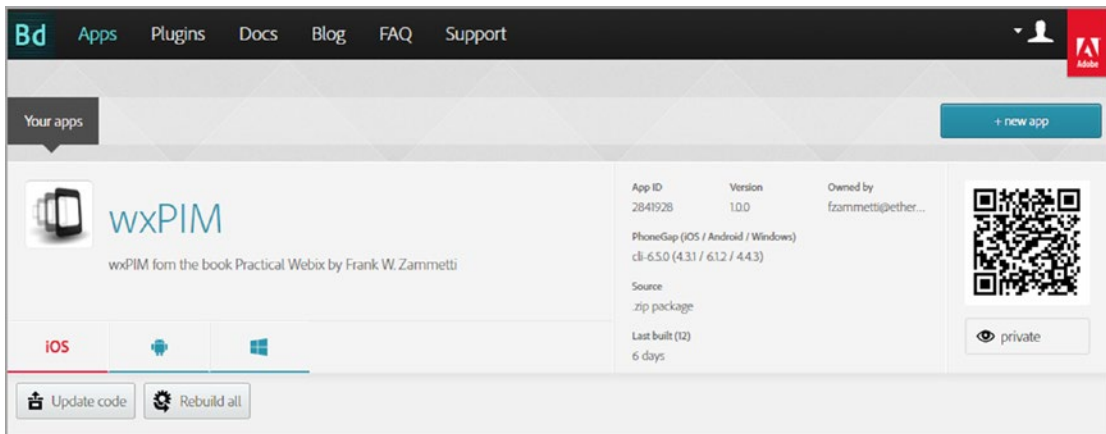 Bd Apps Plugins Docs Blog FAQ Support
Adobe
Your apps
+ new app
wxPIM
wxPIM fom the book Practical Webix by Frank W. Zammetti
App ID Version Owned by
2841928 1.0.0 fzammetti@ether...
PhoneGap (iOS / Android / Windows)
cli-6.5.0 (4.3.1 / 6.1.2 / 4.4.3)
Source
.zip package
Last built (12)
6 days
private
iOS
Update code Rebuild all